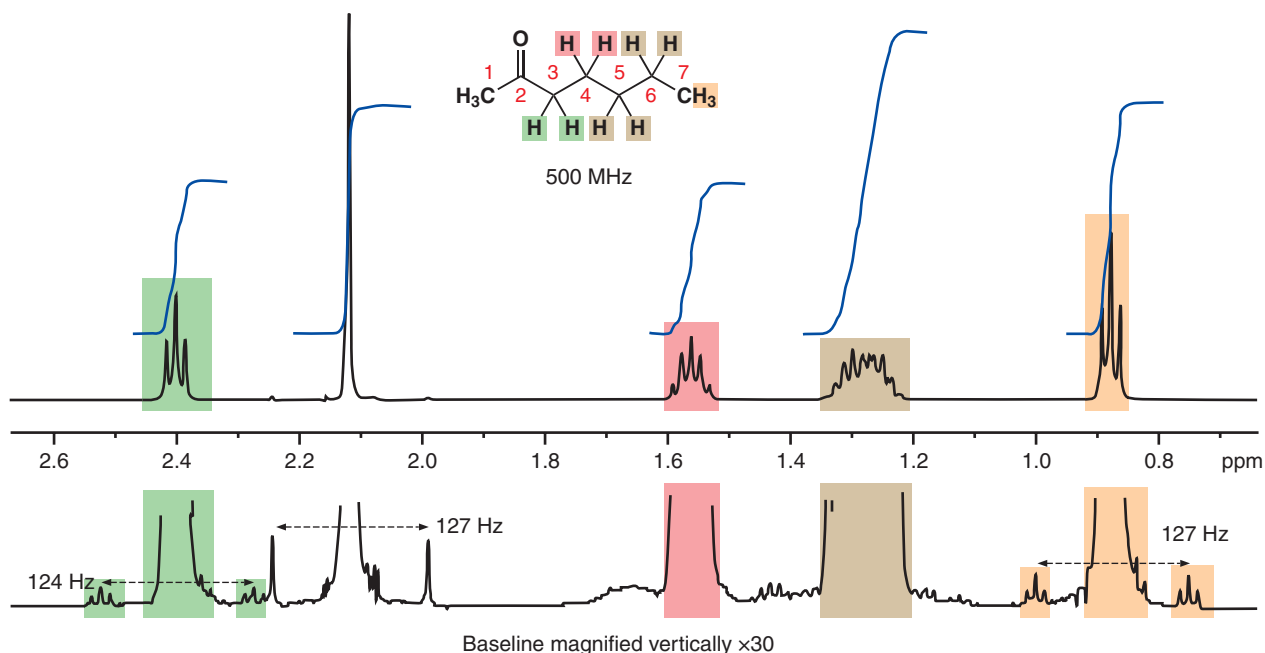 O
H H H H
1 3 5 7
H₃C 2 4 6 CH₃
H H H H
500 MHz
2.6 2.4 2.2 2.0 1.8 1.6 1.4 1.2 1.0 0.8 ppm
127 Hz
127 Hz
124 Hz
Baseline magnified vertically ×30